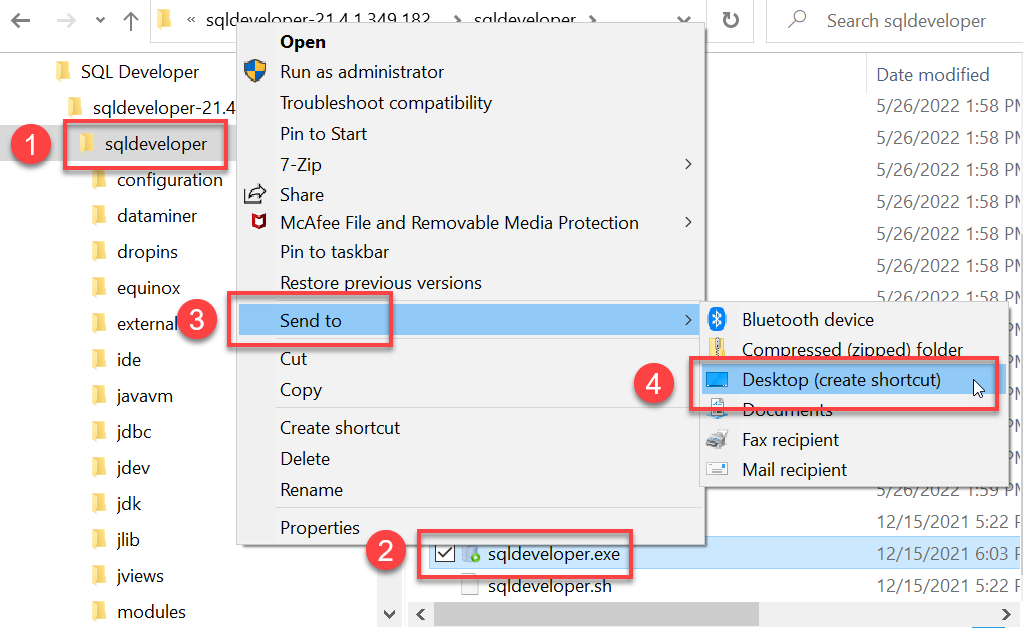 « sqldeveloper-21.4.1.349.182 > sqldeveloper >
Search sqldeveloper
SQL Developer
sqldeveloper-21.4
1
sqldeveloper
configuration
dataminer
dropins
equinox
external
ide
javavm
jdbc
jdev
jdk
jlib
jviews
modules
Open
Run as administrator
Troubleshoot compatibility
Pin to Start
7-Zip
Share
McAfee File and Removable Media Protection
Pin to taskbar
Restore previous versions
3
Send to
Cut
Copy
Create shortcut
Delete
Rename
Properties
Bluetooth device
Compressed (zipped) folder
4
Desktop (create shortcut)
Documents
Fax recipient
Mail recipient
Date modified
5/26/2022 1:58 PM
5/26/2022 1:58 PM
5/26/2022 1:58 PM
5/26/2022 1:58 PM
5/26/2022 1:58 PM
5/26/2022 1:58 PM
5/26/2022 1:58 PM
5/26/2022 1:59 PM
12/15/2021 5:22 P
2
sqldeveloper.exe
12/15/2021 6:03 P
sqldeveloper.sh
12/15/2021 5:22 P